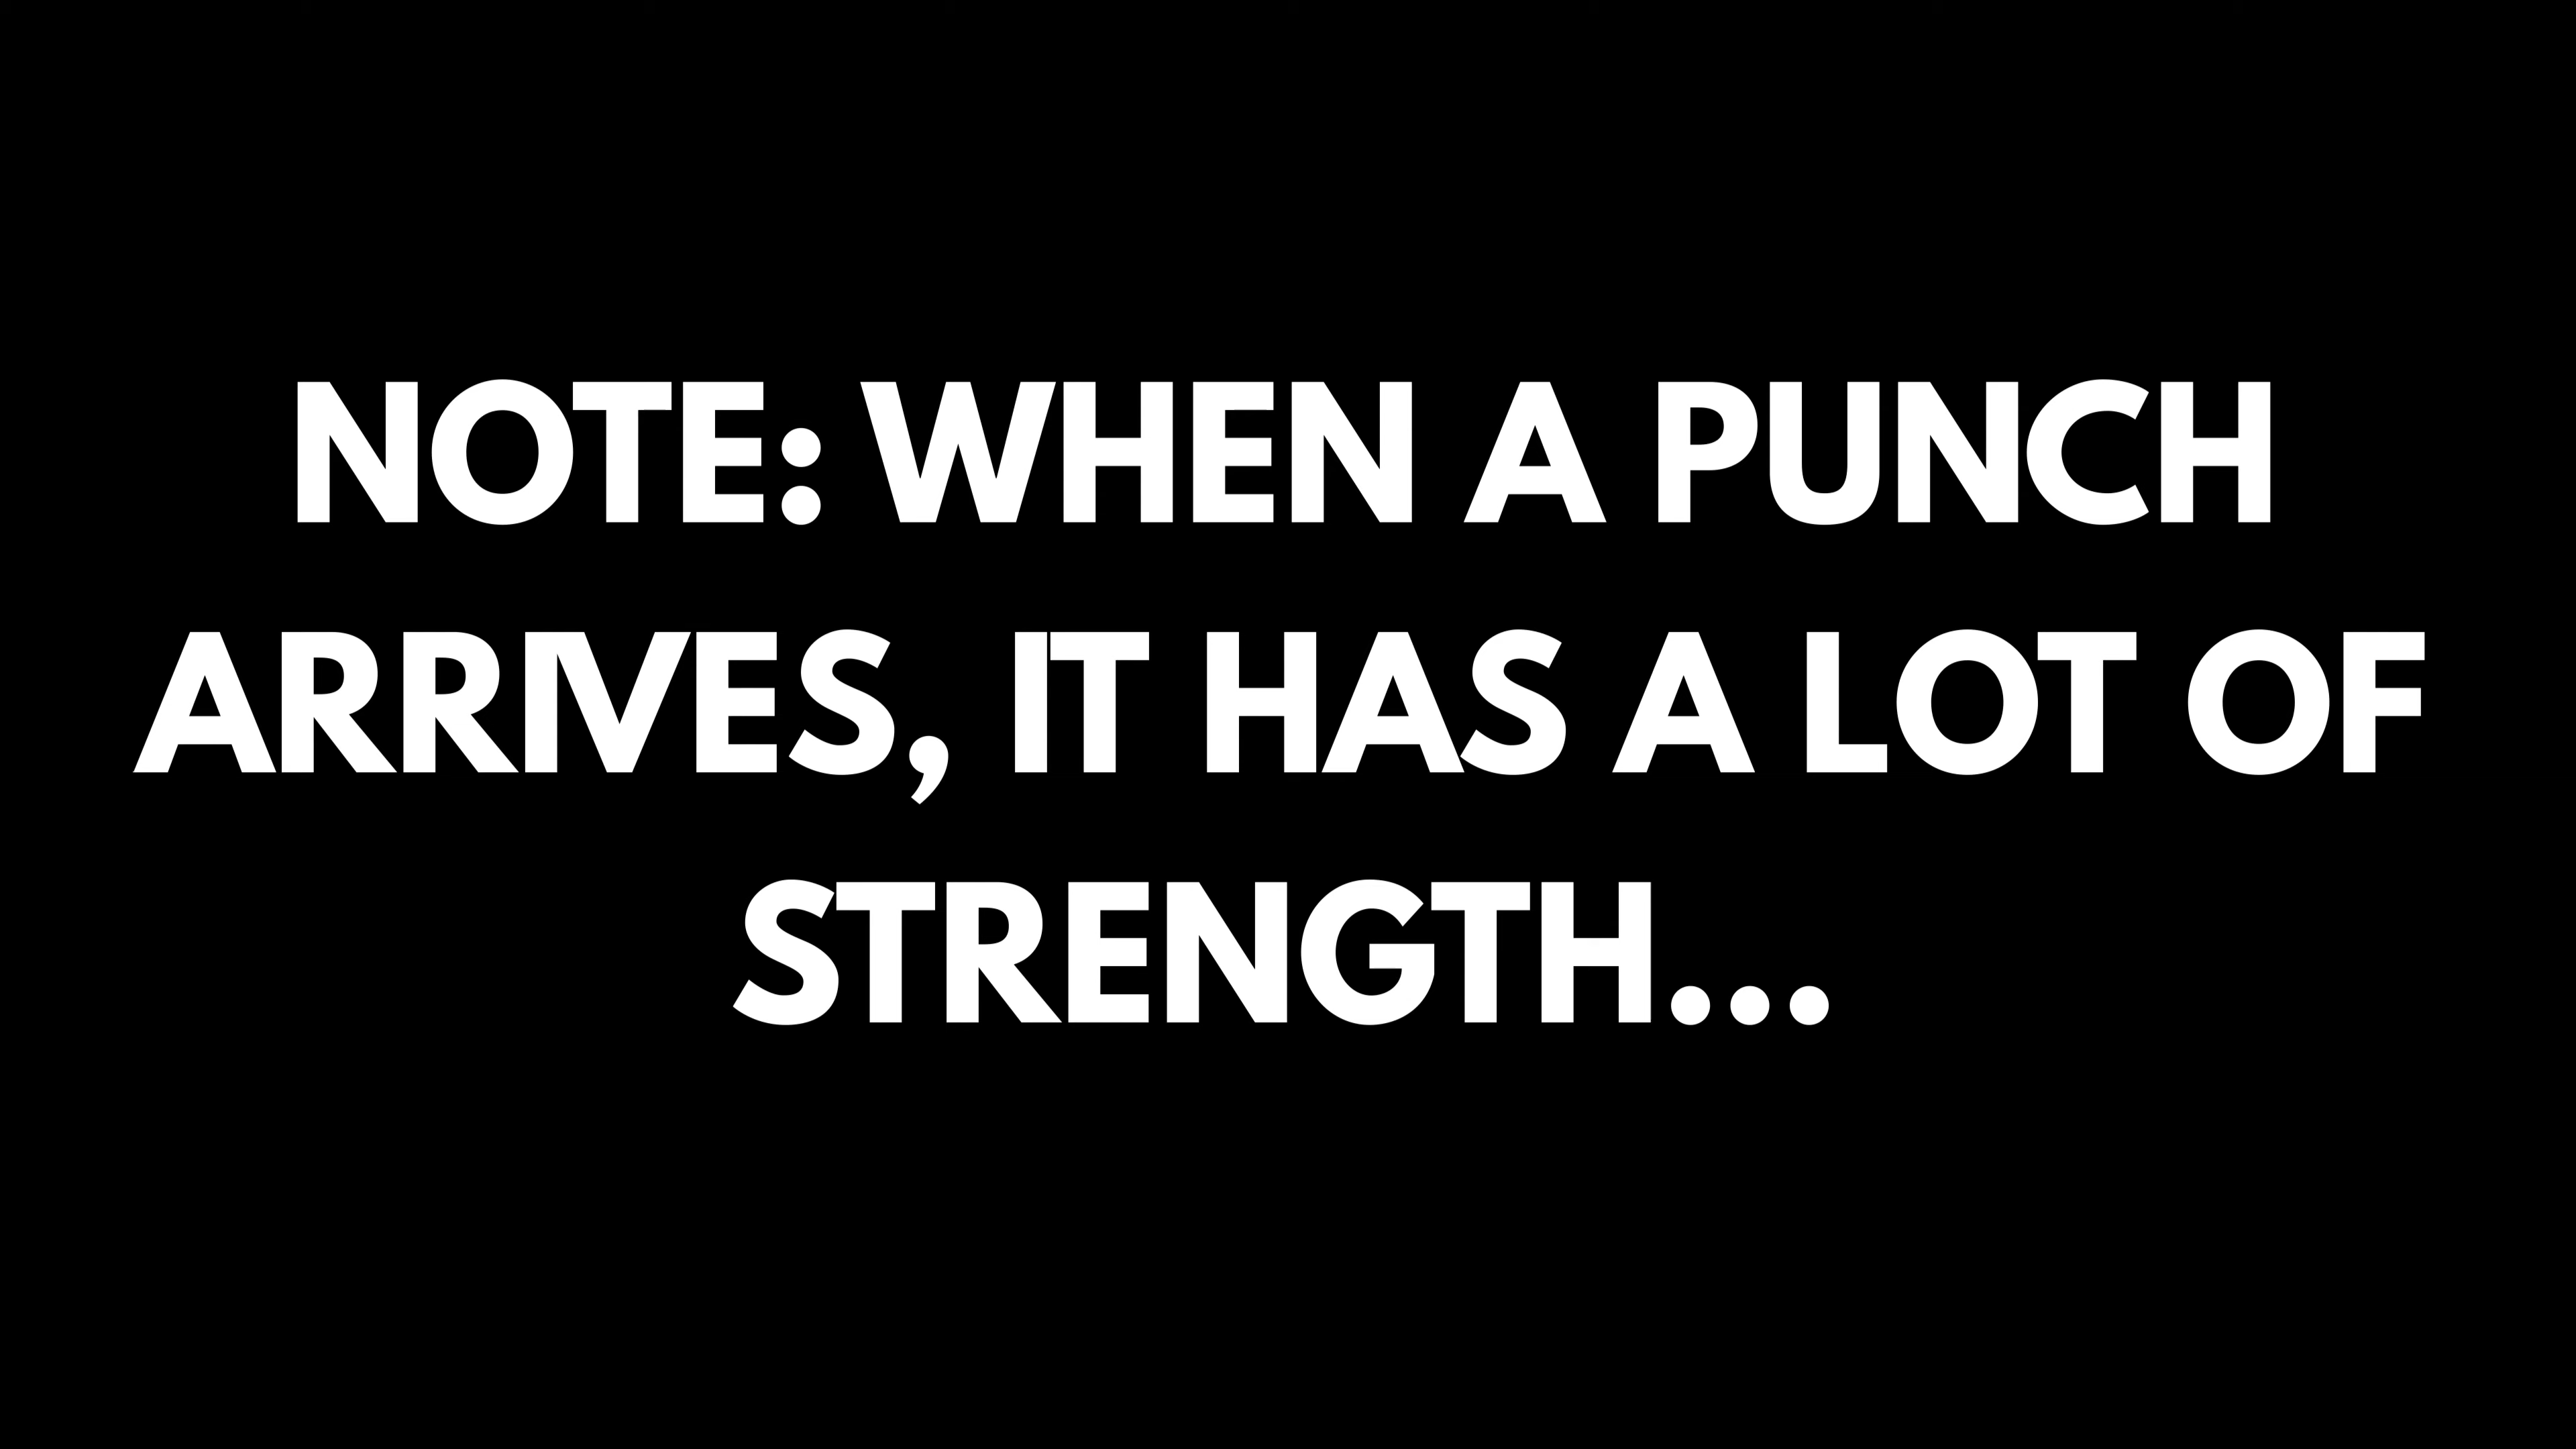 NOTE: WHEN A PUNCH
ARRIVES, IT HAS A LOT OF
STRENGTH...